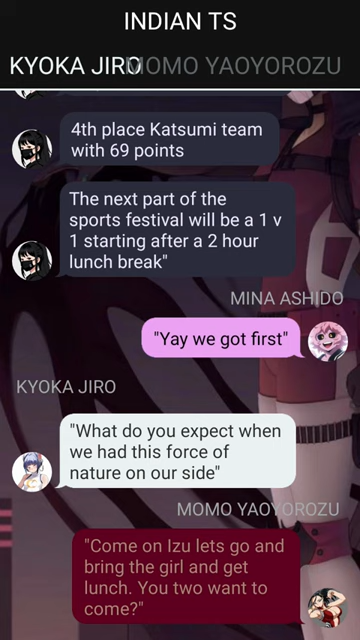 INDIAN TS
KYOKA JIRO MOMO YAOYOROZU
4th place Katsumi team
with 69 points
The next part of the
sports festival will be a 1 v
1 starting after a 2 hour
lunch break"
MINA ASHIDO
"Yay we got first"
KYOKA JIRO
"What do you expect when
we had this force of
nature on our side"
MOMO YAOYOROZU
"Come on Izu lets go and
bring the girl and get
lunch. You two want to
come?"